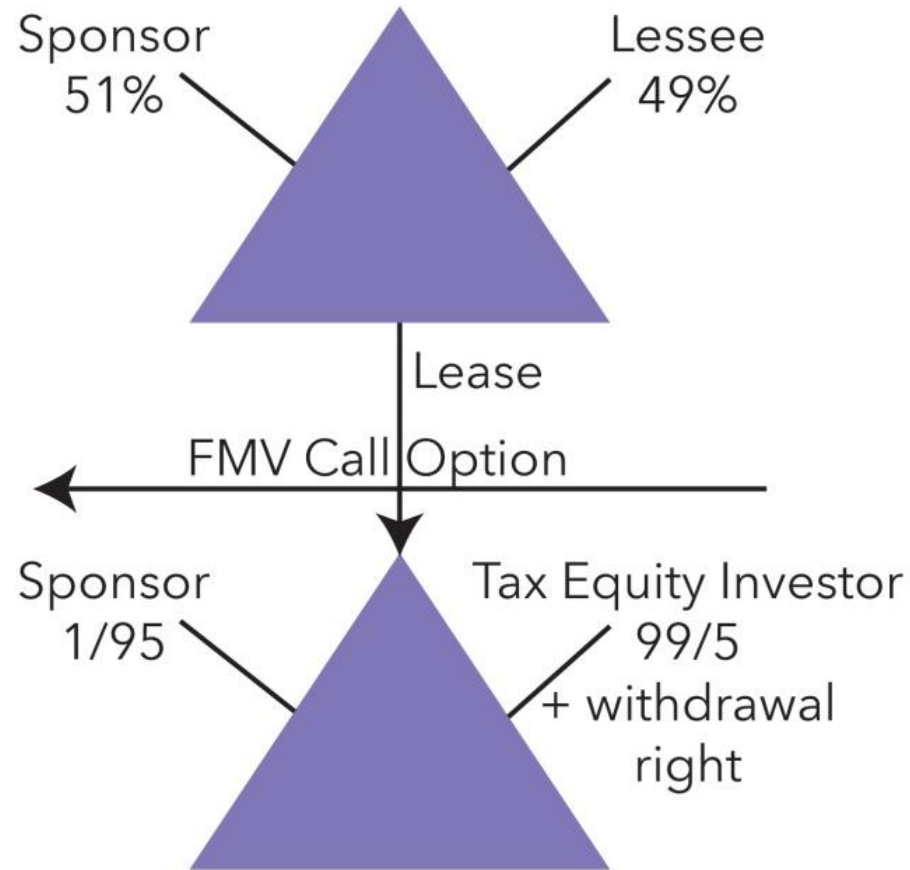 Sponsor
51%
Lessee
49%
Lease
FMV Call Option
Sponsor
1/95
Tax Equity Investor
99/5
+ withdrawal
right